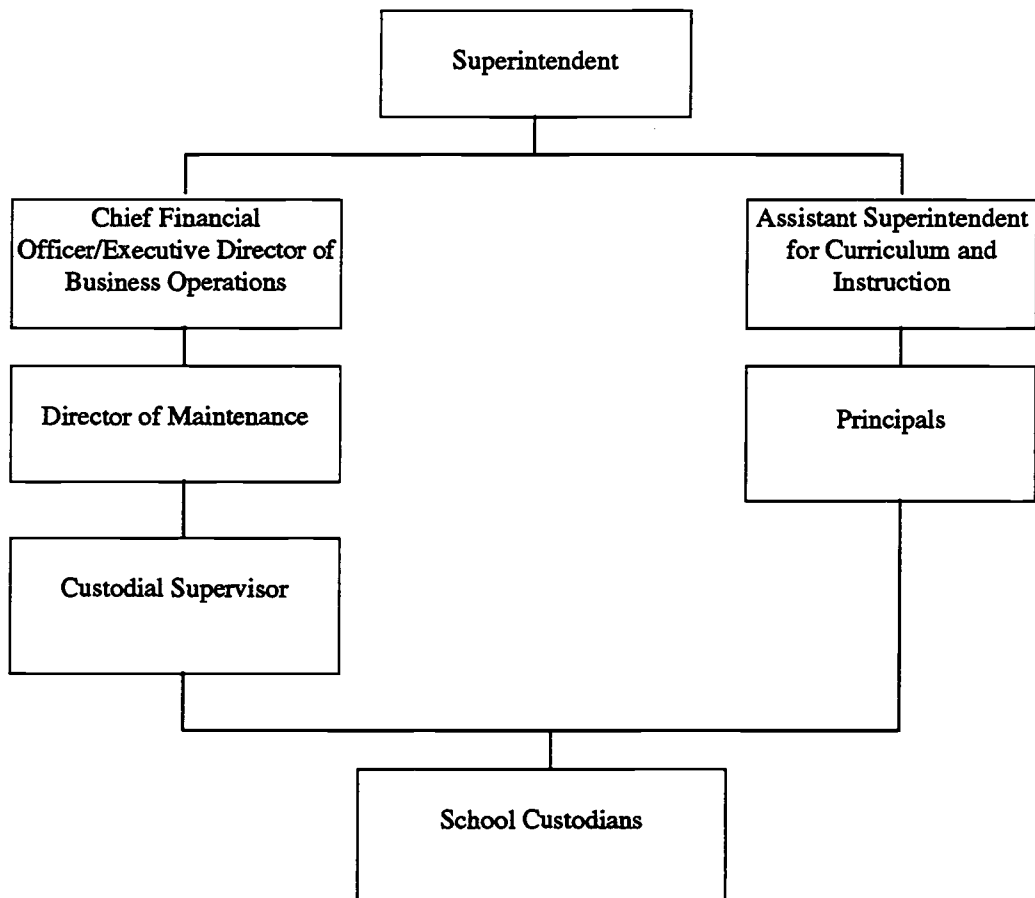 Superintendent
Chief Financial
Officer/Executive Director of
Business Operations
Assistant Superintendent
for Curriculum and
Instruction
Director of Maintenance
Principals
Custodial Supervisor
School Custodians